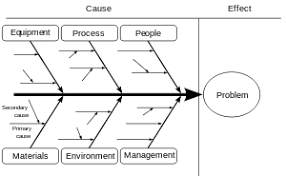 Cause Effect
Equipment Process People
Problem
Secondary
cause
Primary
cause
Materials Environment Management